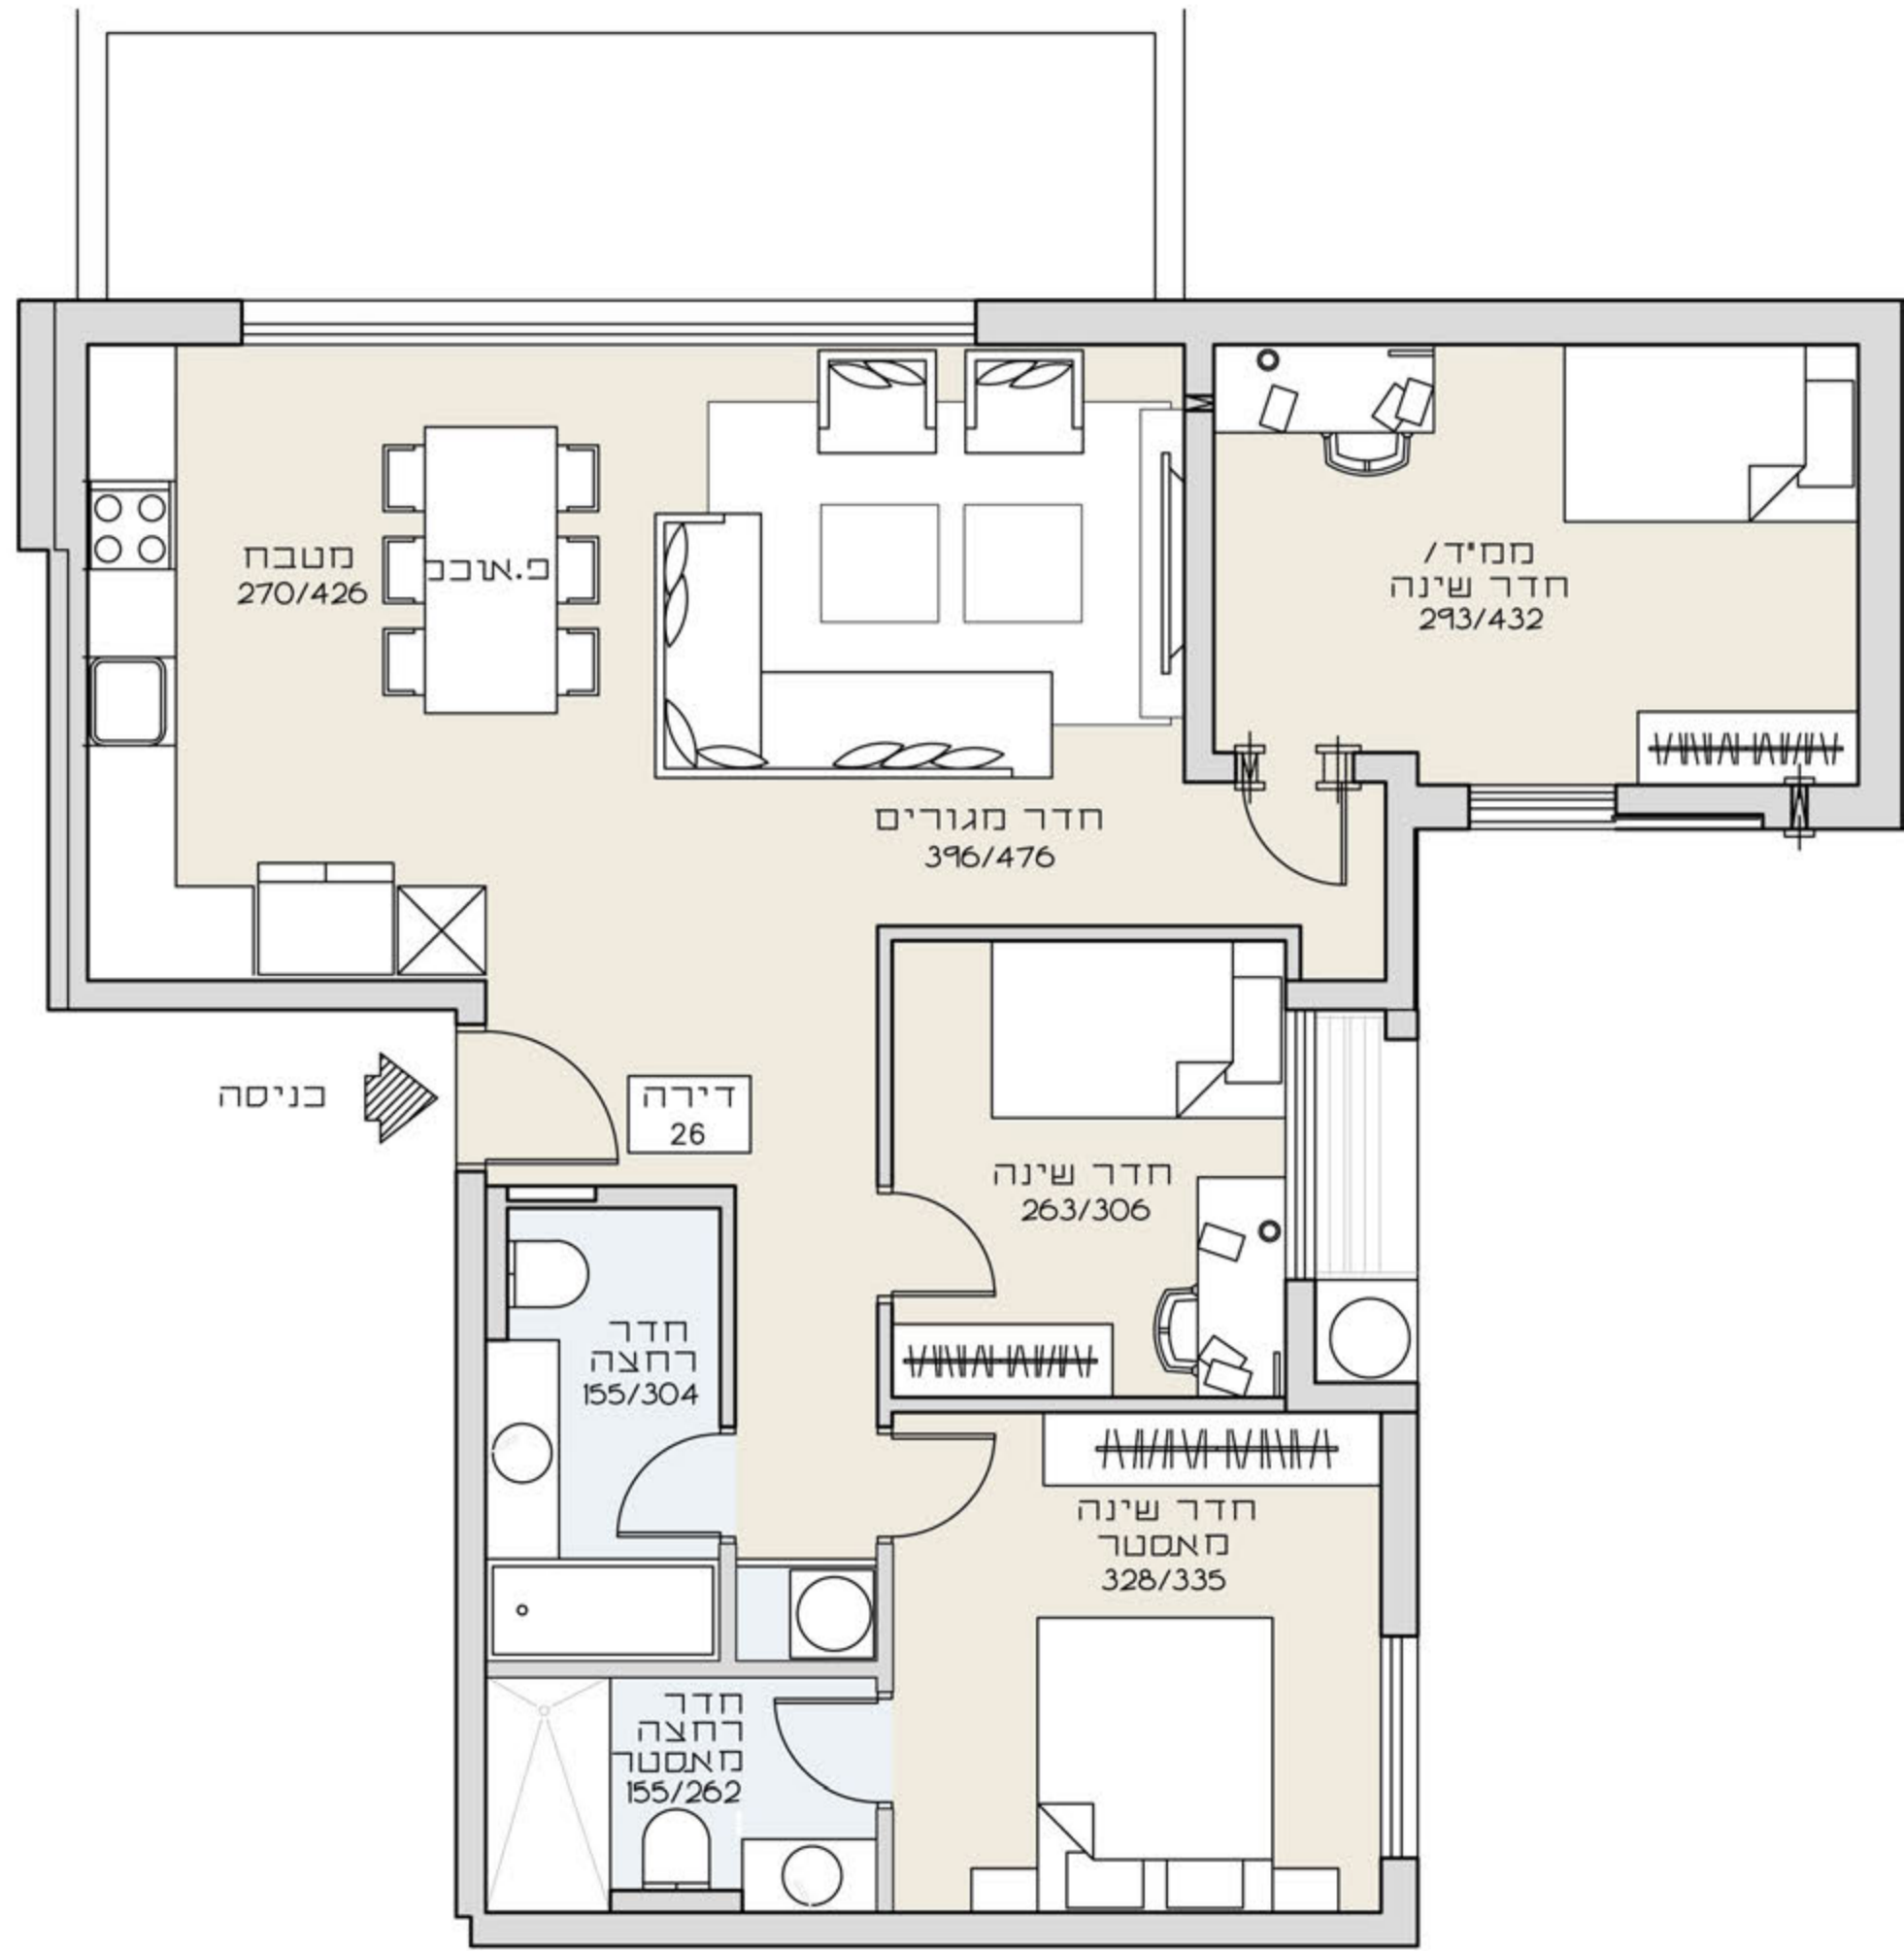 מטבח
270/426
פ.אוכל
ממ"ד/
חדר שינה
293/432
חדר מגורים
396/476
כניסה
דירה
26
חדר שינה
263/306
חדר
רחצה
155/304
חדר שינה
מאסטר
328/335
חדר
רחצה
מאסטר
155/262